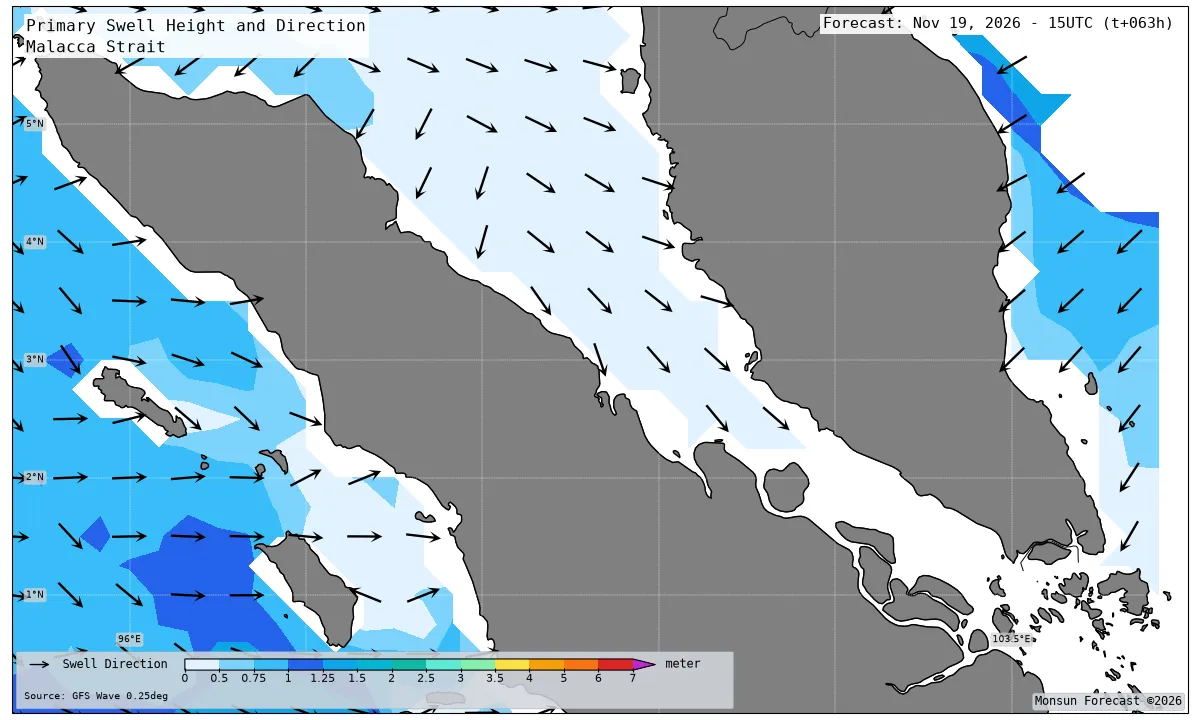 Primary Swell Height and Direction
Malacca Strait
Forecast: Nov 19, 2026 - 15UTC (t+063h)
5°N
4°N
3°N
2°N
1°N
96°E
103.5°E
Swell Direction
meter
0 0.5 0.75 1 1.25 1.5 2 2.5 3 3.5 4 5 6 7
Source: GFS Wave 0.25deg
Monsun Forecast ©2026